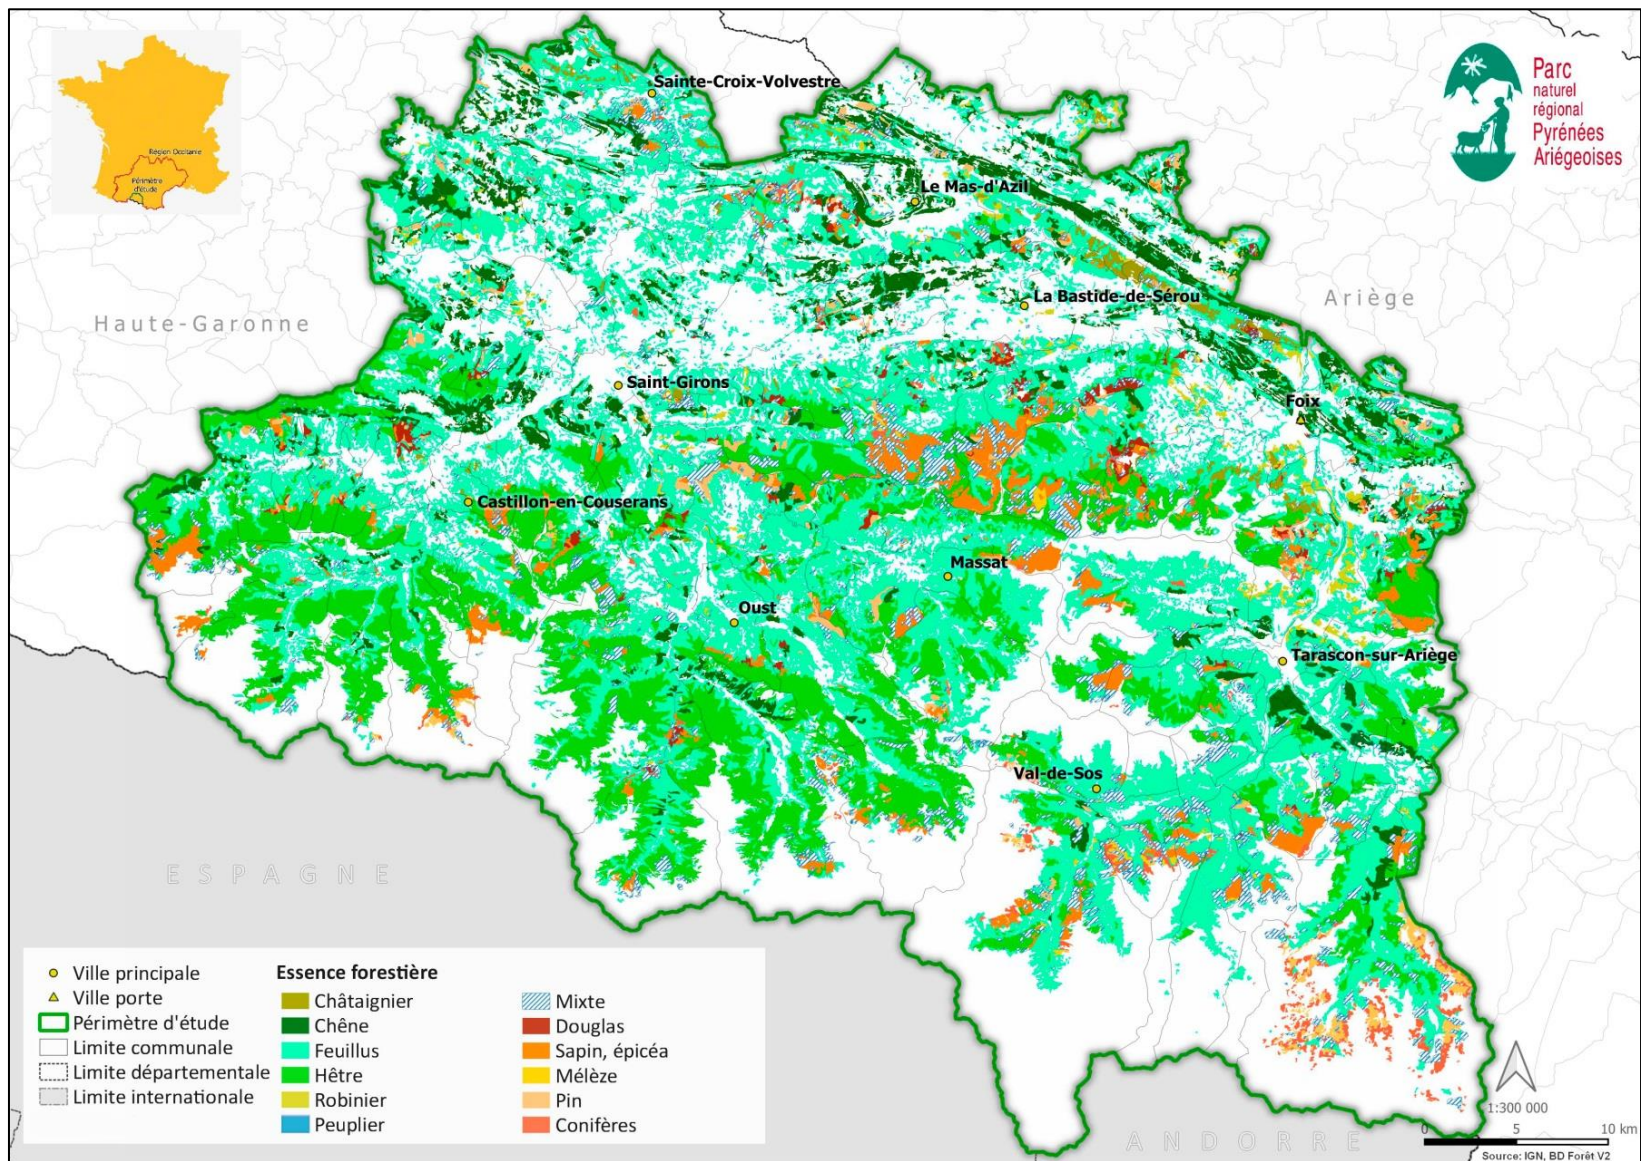 Région Occitanie
Périmètre
d'étude
Parc
naturel
régional
Pyrénées
Ariégeoises
Sainte-Croix-Volvestre
Le Mas-d'Azil
La Bastide-de-Sérou
Haute-Garonne
Ariège
Saint-Girons
Foix
Castillon-en-Couserans
Massat
Oust
Tarascon-sur-Ariège
Val-de-Sos
ESPAGNE
ANDORRE
Ville principale
Ville porte
Périmètre d'étude
Limite communale
Limite départementale
Limite internationale
Essence forestière
Châtaignier
Chêne
Feuillus
Hêtre
Robinier
Peuplier
Mixte
Douglas
Sapin, épicéa
Mélèze
Pin
Conifères
1:300 000
0 5 10 km
Source: IGN, BD Forêt V2